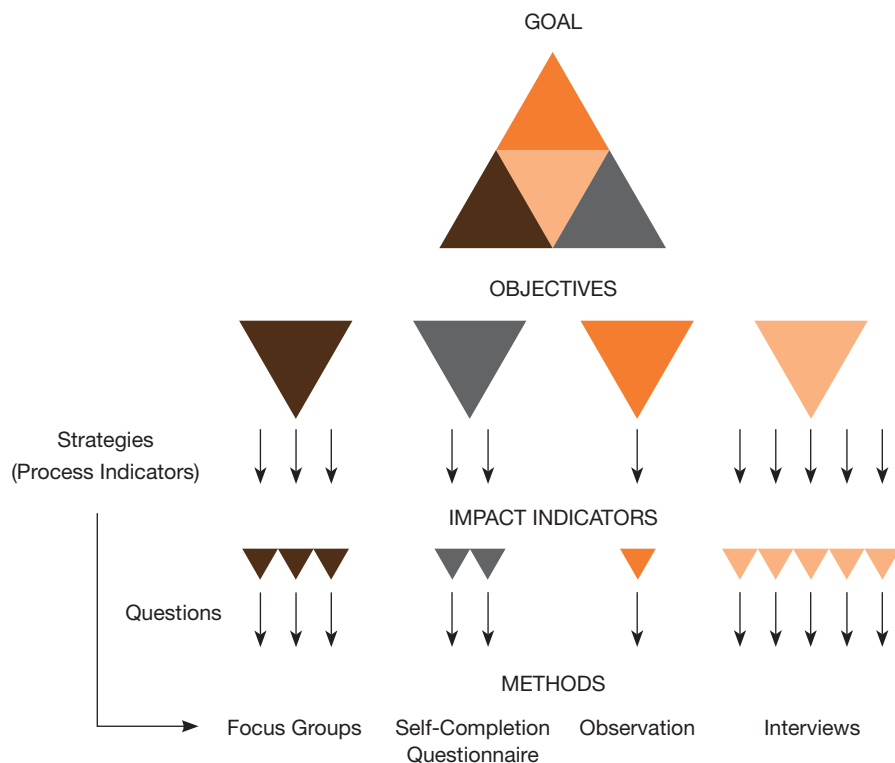 GOAL
OBJECTIVES
Strategies
(Process Indicators)
IMPACT INDICATORS
Questions
METHODS
Focus Groups
Self-Completion
Questionnaire
Observation
Interviews